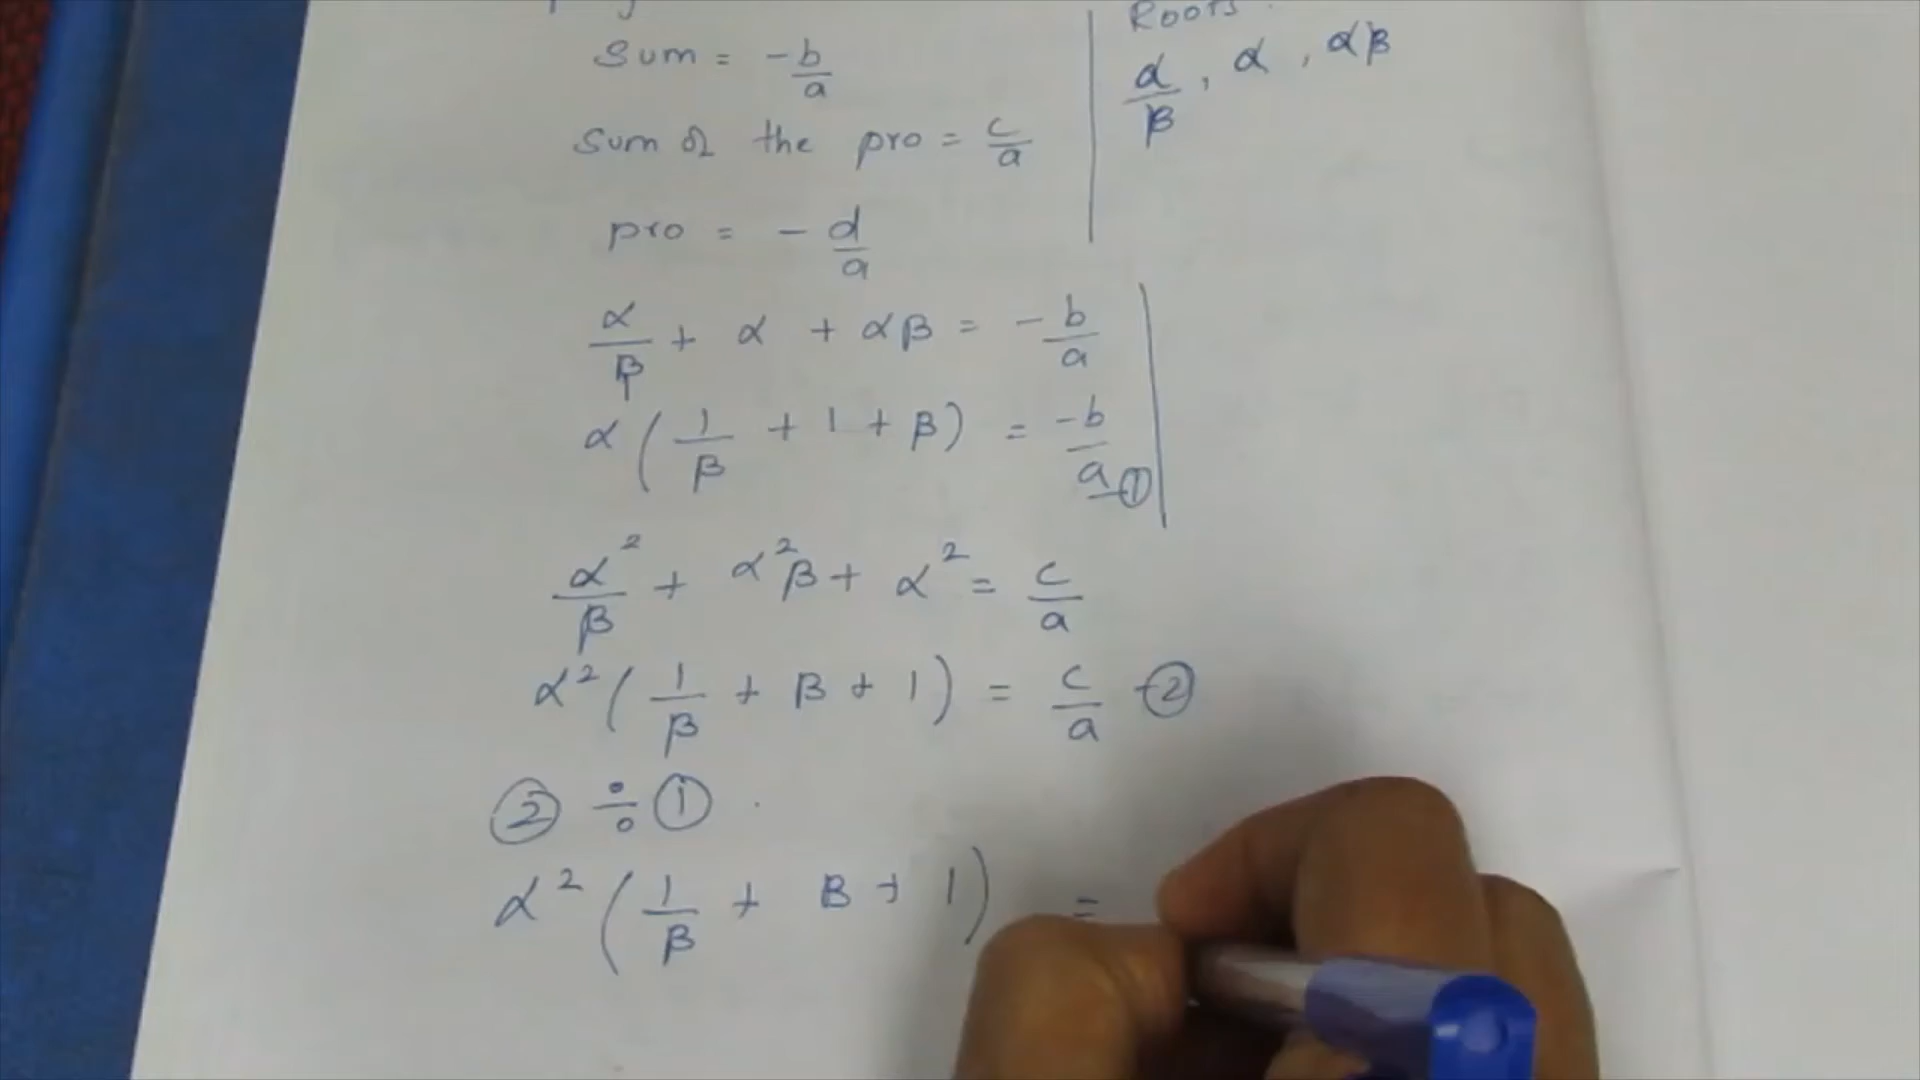 Sum = -b/a
Sum of the pro = c/a
pro = - d/a
Roots
α/β , α , αβ
α/β + α + αβ = - b/a
α ( 1/β + 1 + β ) = -b/a — ①
α²/β + α²β + α² = c/a
α² ( 1/β + β + 1 ) = c/a — ②
② ÷ ①
α² ( 1/β + β + 1 ) =